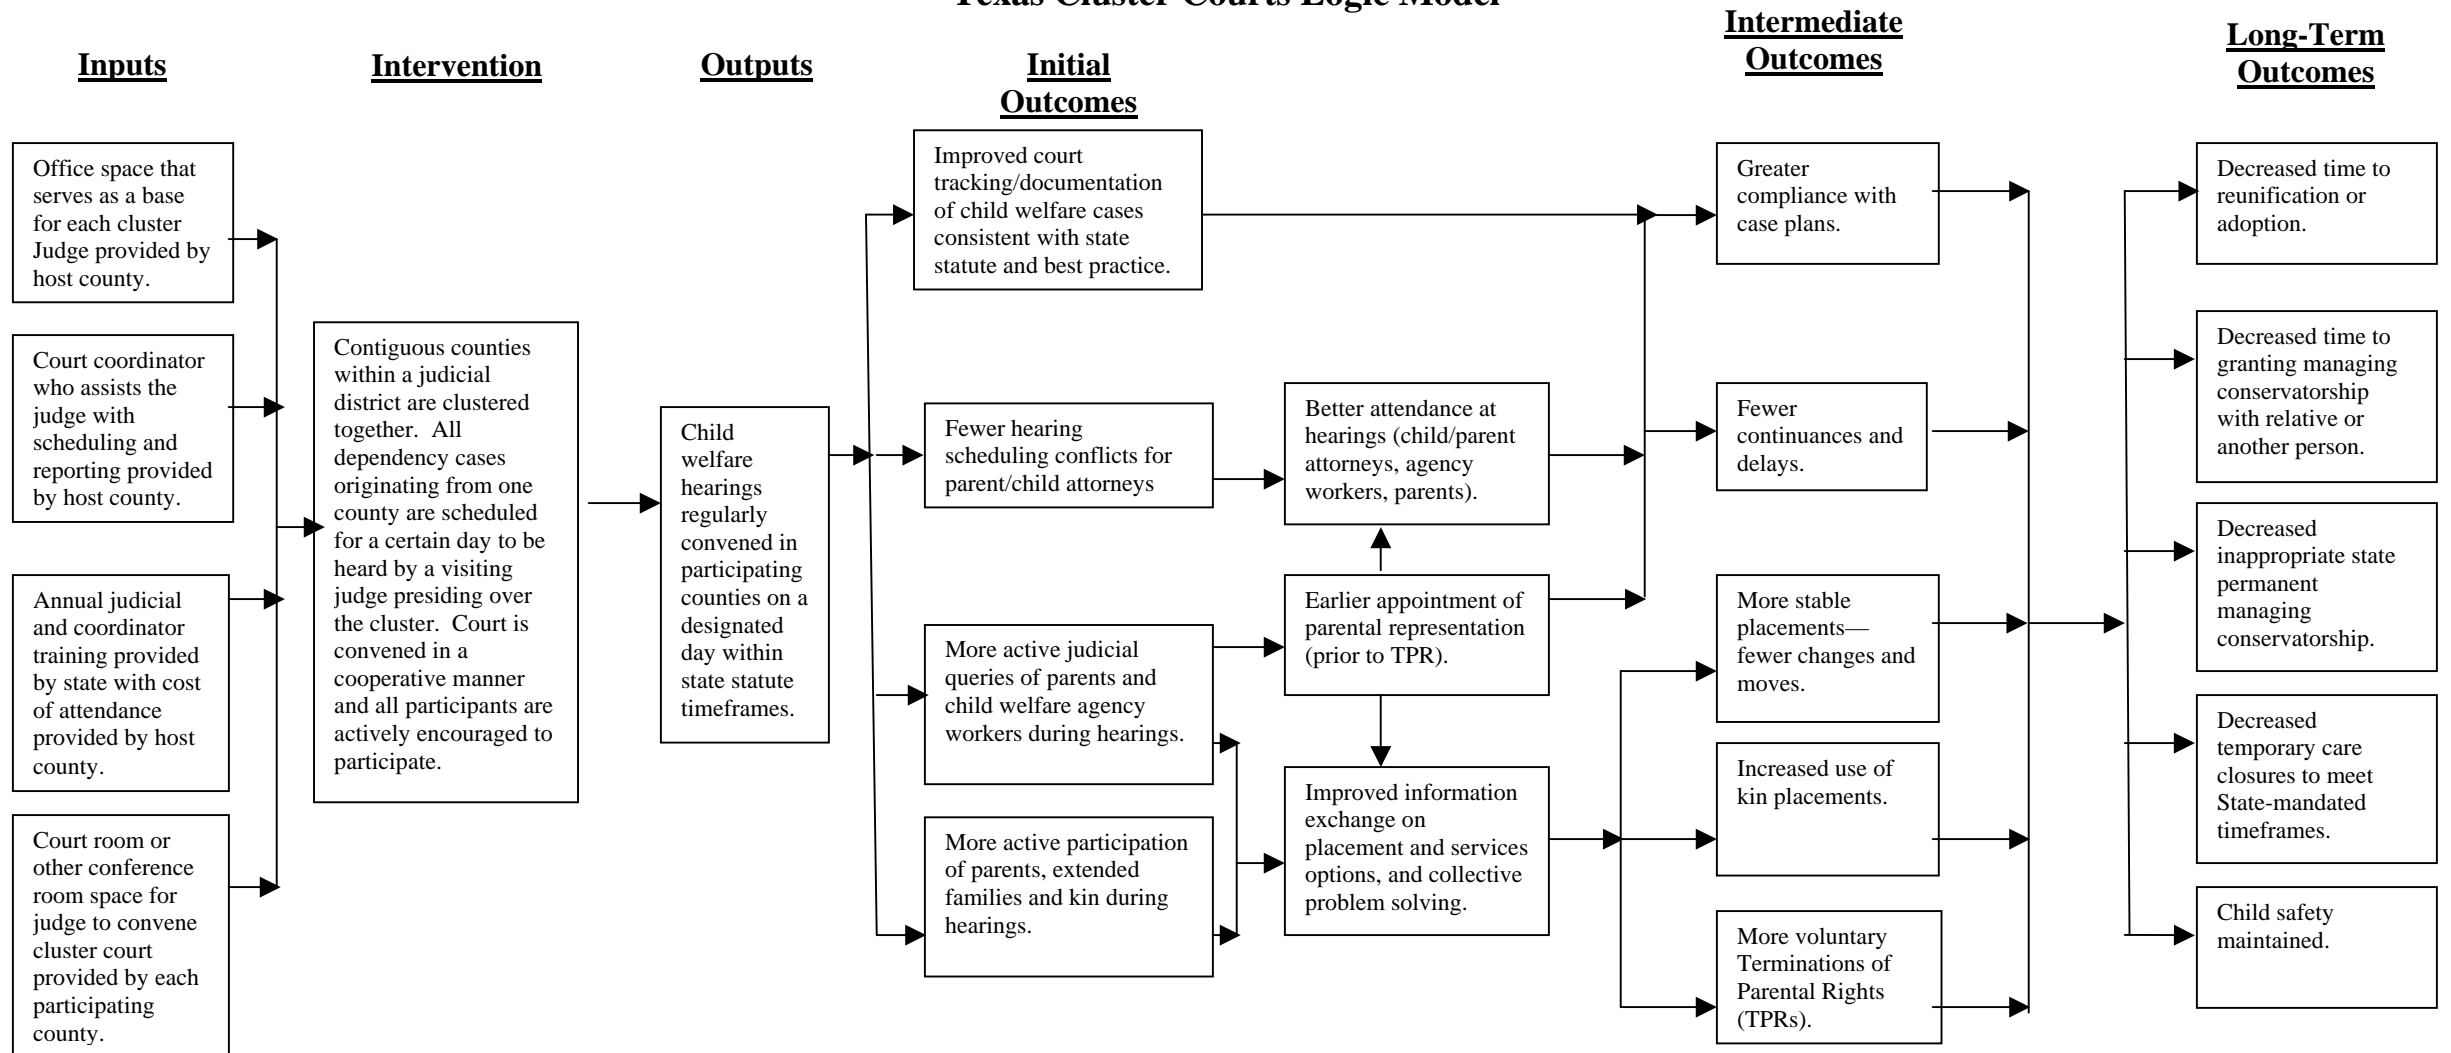 Texas Cluster Courts Logic Model
Inputs
Intervention
Outputs
Initial
Outcomes
Intermediate
Outcomes
Long-Term
Outcomes
Office space that
serves as a base
for each cluster
Judge provided by
host county.
Court coordinator
who assists the
judge with
scheduling and
reporting provided
by host county.
Annual judicial
and coordinator
training provided
by state with cost
of attendance
provided by host
county.
Court room or
other conference
room space for
judge to convene
cluster court
provided by each
participating
county.
Contiguous counties
within a judicial
district are clustered
together. All
dependency cases
originating from one
county are scheduled
for a certain day to be
heard by a visiting
judge presiding over
the cluster. Court is
convened in a
cooperative manner
and all participants are
actively encouraged to
participate.
Child
welfare
hearings
regularly
convened in
participating
counties on a
designated
day within
state statute
timeframes.
Improved court
tracking/documentation
of child welfare cases
consistent with state
statute and best practice.
Fewer hearing
scheduling conflicts for
parent/child attorneys
More active judicial
queries of parents and
child welfare agency
workers during hearings.
More active participation
of parents, extended
families and kin during
hearings.
Better attendance at
hearings (child/parent
attorneys, agency
workers, parents).
Earlier appointment of
parental representation
(prior to TPR).
Improved information
exchange on
placement and services
options, and collective
problem solving.
Greater
compliance with
case plans.
Fewer
continuances and
delays.
More stable
placements—
fewer changes and
moves.
Increased use of
kin placements.
More voluntary
Terminations of
Parental Rights
(TPRs).
Decreased time to
reunification or
adoption.
Decreased time to
granting managing
conservatorship
with relative or
another person.
Decreased
inappropriate state
permanent
managing
conservatorship.
Decreased
temporary care
closures to meet
State-mandated
timeframes.
Child safety
maintained.